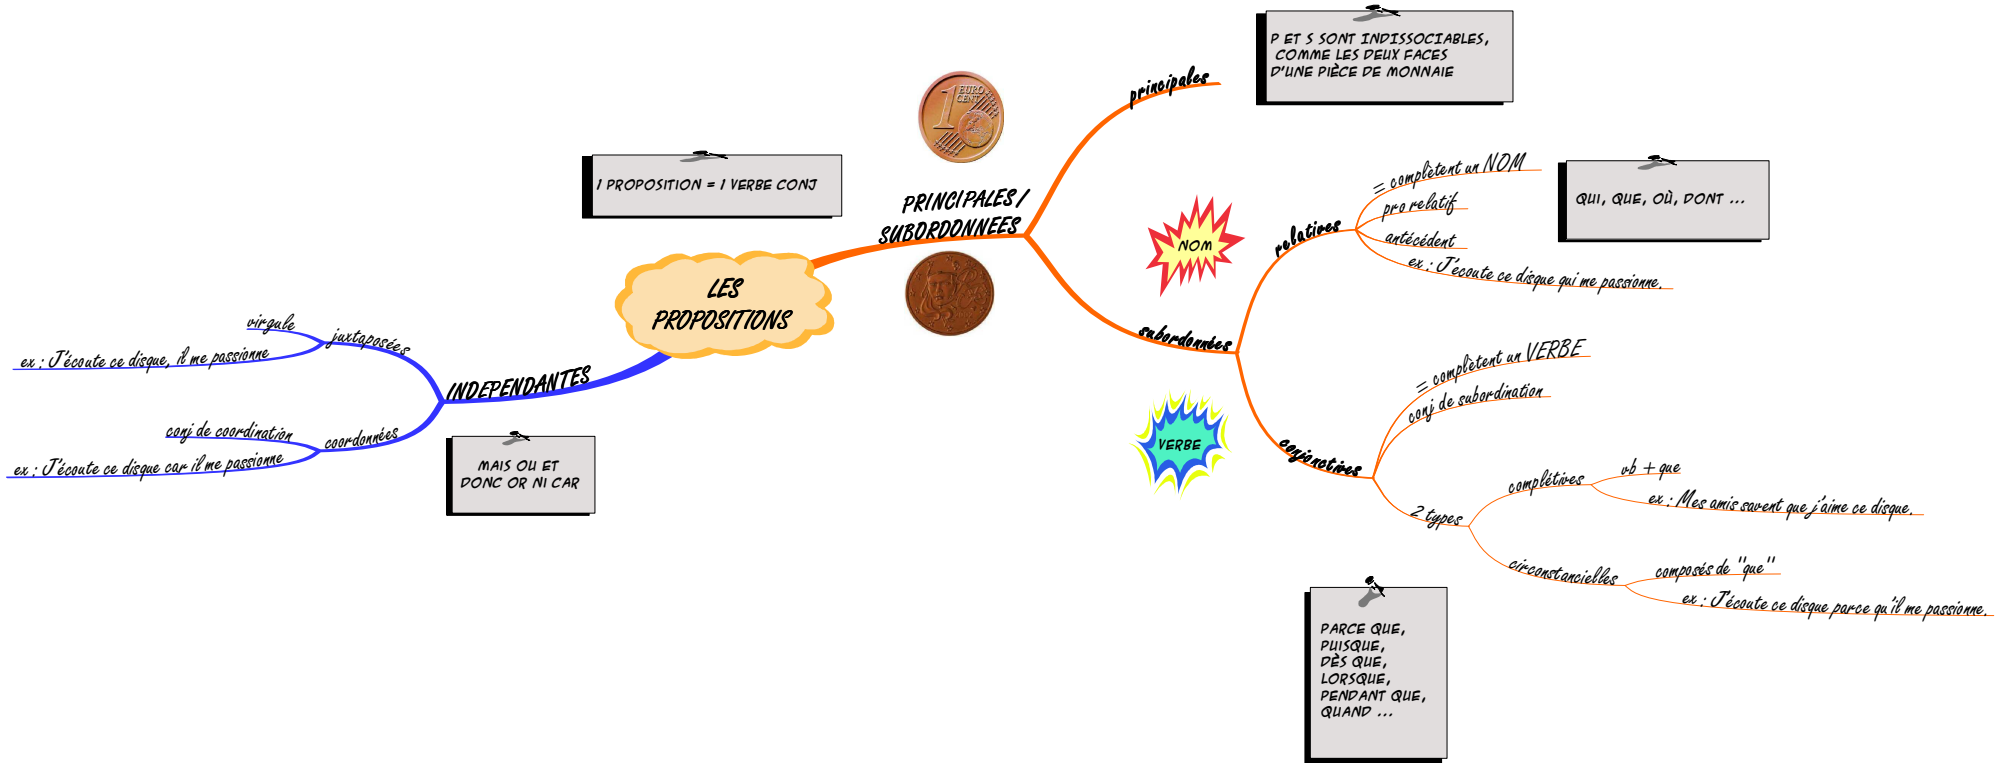 LES
PROPOSITIONS
1 PROPOSITION = 1 VERBE CONJ
PRINCIPALES/
SUBORDONNEES
1
EURO
CENT
principales
P ET S SONT INDISSOCIABLES,
COMME LES DEUX FACES
D'UNE PIÈCE DE MONNAIE
subordonnées
NOM
relatives
= complètent un NOM
pro relatif
antécédent
ex : J'écoute ce disque qui me passionne.
QUI, QUE, OÙ, DONT ...
VERBE
conjonctives
= complètent un VERBE
conj de subordination
2 types
complétives
vb + que
ex : Mes amis savent que j'aime ce disque.
circonstancielles
composés de "que"
ex : J'écoute ce disque parce qu'il me passionne.
PARCE QUE,
PUISQUE,
DÈS QUE,
LORSQUE,
PENDANT QUE,
QUAND ...
INDEPENDANTES
juxtaposées
virgule
ex : J'écoute ce disque, il me passionne
coordonnées
conj de coordination
ex : J'écoute ce disque car il me passionne
MAIS OU ET
DONC OR NI CAR